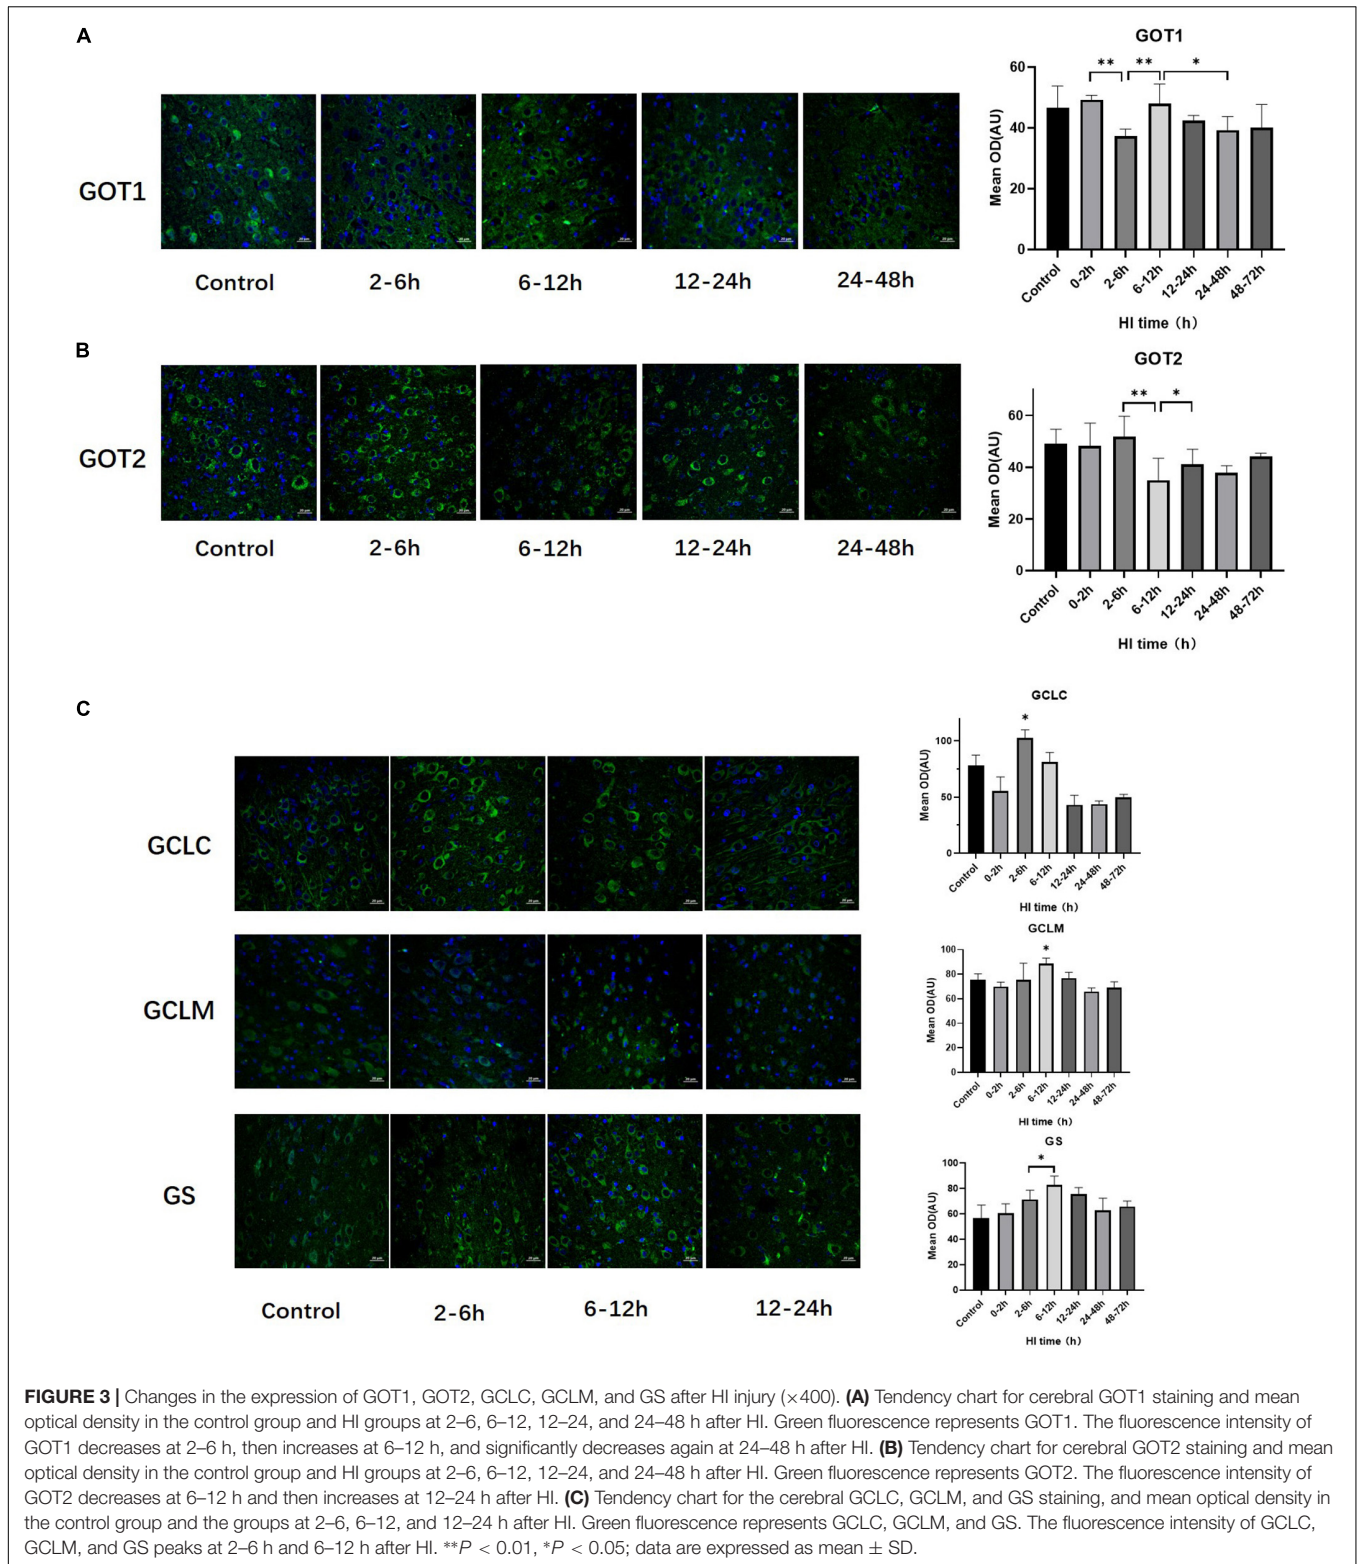 A
GOT1
60
40
20
0
Mean OD(AU)
** ** *
Control 0-2h 2-6h 6-12h 12-24h 24-48h 48-72h
HI time (h)
GOT1
Control 2-6h 6-12h 12-24h 24-48h
B
GOT2
60
40
20
0
Mean OD(AU)
** *
Control 0-2h 2-6h 6-12h 12-24h 24-48h 48-72h
HI time (h)
GOT2
Control 2-6h 6-12h 12-24h 24-48h
C
GCLC
100
50
0
Mean OD(AU)
*
Control 0-2h 2-6h 6-12h 12-24h 24-48h 48-72h
HI time (h)
GCLC
GCLM
100
80
60
40
20
0
Mean OD(AU)
*
Control 0-2h 2-6h 6-12h 12-24h 24-48h 48-72h
HI time (h)
GCLM
GS
100
80
60
40
20
0
Mean OD(AU)
*
Control 0-2h 2-6h 6-12h 12-24h 24-48h 48-72h
HI time (h)
GS
Control 2-6h 6-12h 12-24h
FIGURE 3 | Changes in the expression of GOT1, GOT2, GCLC, GCLM, and GS after HI injury (×400). (A) Tendency chart for cerebral GOT1 staining and mean
optical density in the control group and HI groups at 2–6, 6–12, 12–24, and 24–48 h after HI. Green fluorescence represents GOT1. The fluorescence intensity of
GOT1 decreases at 2–6 h, then increases at 6–12 h, and significantly decreases again at 24–48 h after HI. (B) Tendency chart for cerebral GOT2 staining and mean
optical density in the control group and HI groups at 2–6, 6–12, 12–24, and 24–48 h after HI. Green fluorescence represents GOT2. The fluorescence intensity of
GOT2 decreases at 6–12 h and then increases at 12–24 h after HI. (C) Tendency chart for the cerebral GCLC, GCLM, and GS staining, and mean optical density in
the control group and the groups at 2–6, 6–12, and 12–24 h after HI. Green fluorescence represents GCLC, GCLM, and GS. The fluorescence intensity of GCLC,
GCLM, and GS peaks at 2–6 h and 6–12 h after HI. **P < 0.01, *P < 0.05; data are expressed as mean ± SD.